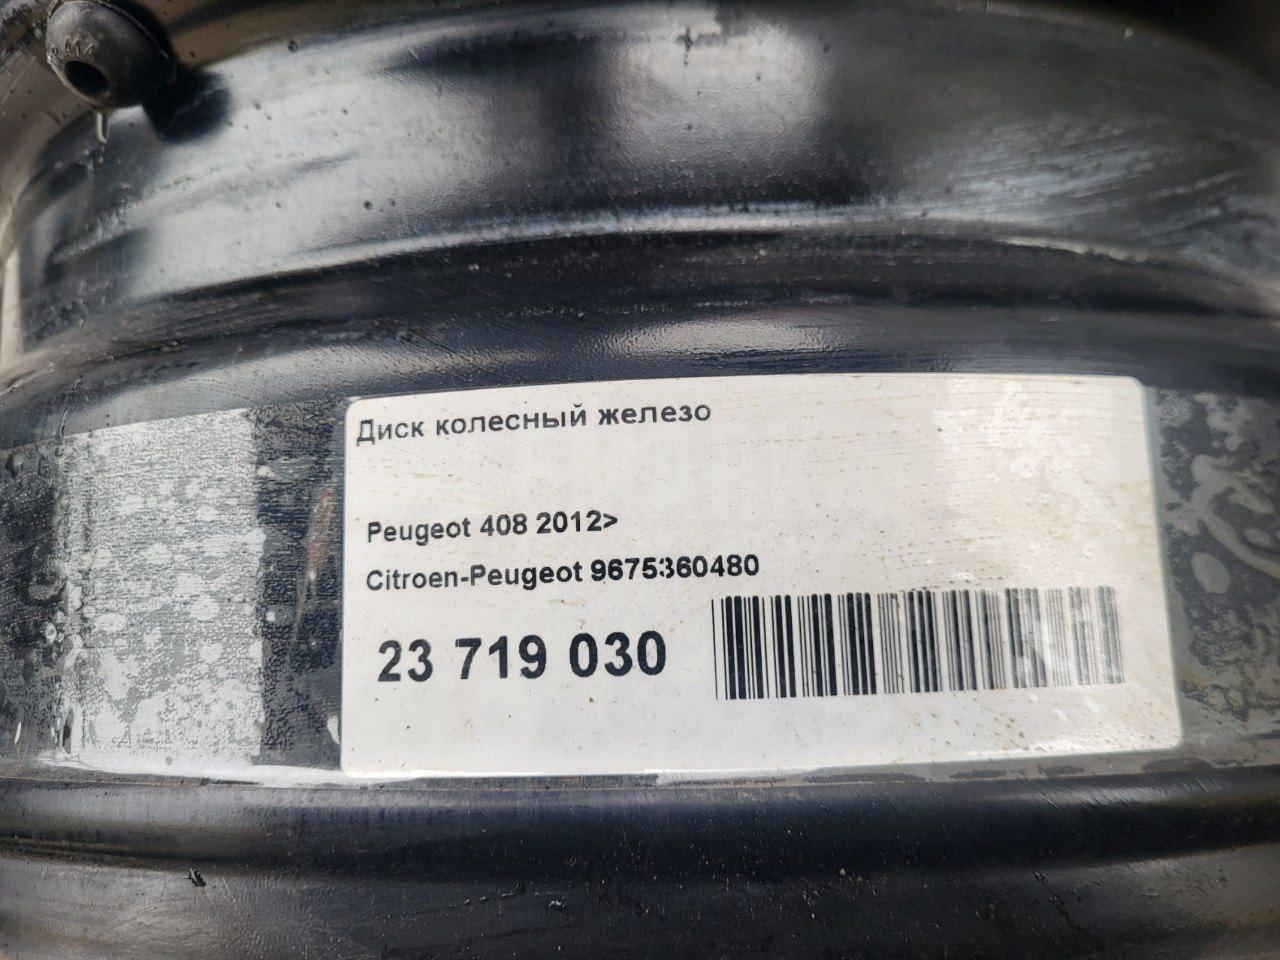 Диск колесный железо
Peugeot 408 2012>
Citroen-Peugeot 9675360480
23 719 030